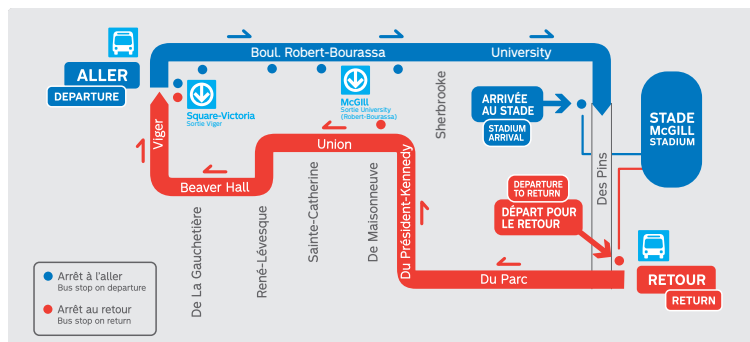 Boul. Robert-Bourassa
University
ALLER
DEPARTURE
Square-Victoria
Sortie Viger
McGill
Sortie University
(Robert-Bourassa)
Sherbrooke
ARRIVÉE
AU STADE
STADIUM
ARRIVAL
STADE
McGILL
STADIUM
Viger
Union
Beaver Hall
Du Président-Kennedy
Des Pins
DEPARTURE
TO RETURN
DÉPART POUR
LE RETOUR
De La Gauchetière
René-Lévesque
Sainte-Catherine
De Maisonneuve
Du Parc
RETOUR
RETURN
Arrêt à l'aller
Bus stop on departure
Arrêt au retour
Bus stop on return